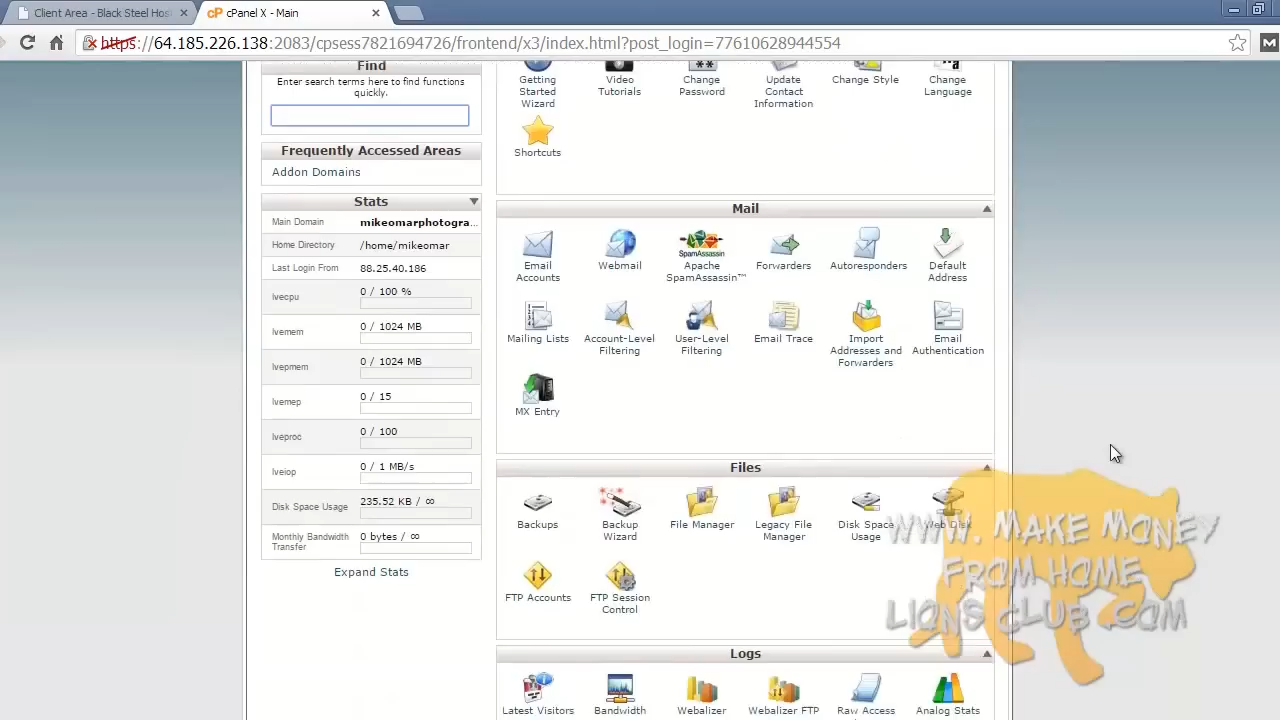 Client Area - Black Steel Host
cPanel X - Main
https://64.185.226.138:2083/cpsess7821694726/frontend/x3/index.html?post_login=77610628944554
Find
Enter search terms here to find functions
quickly.
Frequently Accessed Areas
Addon Domains
Stats
Main Domain mikeomarphotogra...
Home Directory /home/mikeomar
Last Login From 88.25.40.186
lvecpu 0 / 100 %
lvemem 0 / 1024 MB
lvepmem 0 / 1024 MB
lvemep 0 / 15
lveproc 0 / 100
lveiop 0 / 1 MB/s
Disk Space Usage 235.52 KB / ∞
Monthly Bandwidth
Transfer 0 bytes / ∞
Expand Stats
Getting
Started
Wizard
Video
Tutorials
Change
Password
Update
Contact
Information
Change Style
Change
Language
Shortcuts
Mail
Email
Accounts
Webmail
SpamAssassin
Apache
SpamAssassin™
Forwarders
Autoresponders
Default
Address
Mailing Lists
Account-Level
Filtering
User-Level
Filtering
Email Trace
Import
Addresses and
Forwarders
Email
Authentication
MX Entry
Files
Backups
Backup
Wizard
File Manager
Legacy File
Manager
Disk Space
Usage
Web Disk
FTP Accounts
FTP Session
Control
Logs
Latest Visitors
Bandwidth
Webalizer
Webalizer FTP
Raw Access
Analog Stats
WWW. MAKE MONEY
FROM HOME
LIONS CLUB .COM